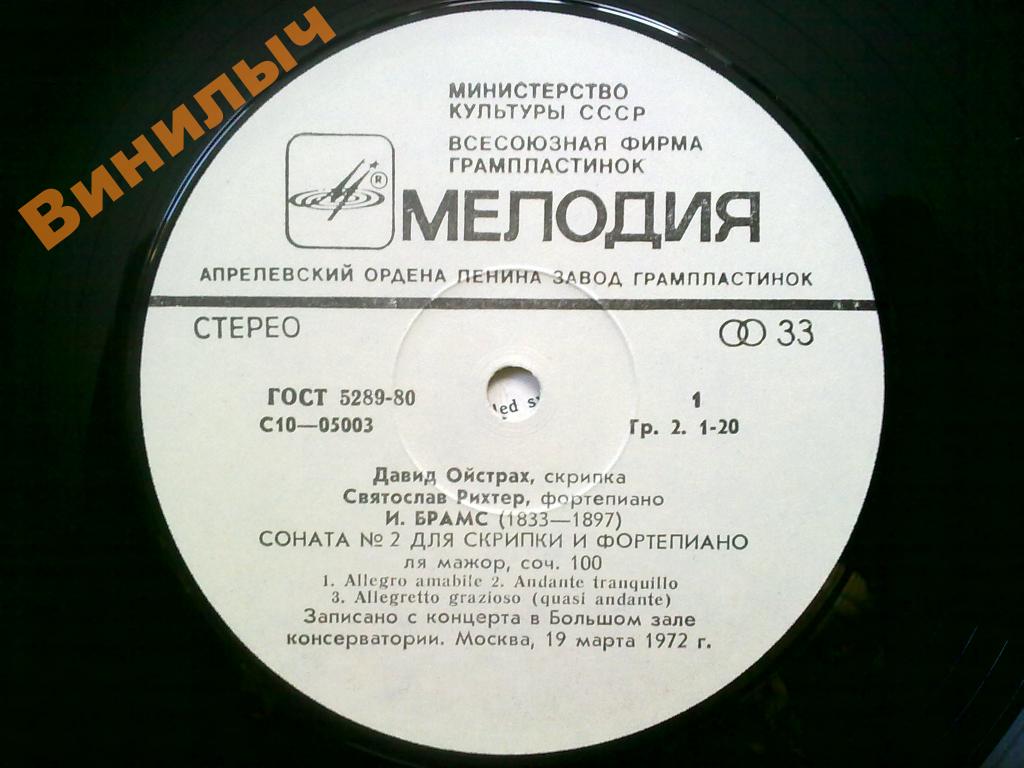 Винилыч
МИНИСТЕРСТВО
КУЛЬТУРЫ СССР
ВСЕСОЮЗНАЯ ФИРМА
ГРАМПЛАСТИНОК
®
МЕЛОДИЯ
АПРЕЛЕВСКИЙ ОРДЕНА ЛЕНИНА ЗАВОД ГРАМПЛАСТИНОК
СТЕРЕО 33
ГОСТ 5289-80 1
С10—05003 Гр. 2. 1-20
Давид Ойстрах, скрипка
Святослав Рихтер, фортепиано
И. БРАМС (1833—1897)
СОНАТА № 2 ДЛЯ СКРИПКИ И ФОРТЕПИАНО
ля мажор, соч. 100
1. Allegro amabile 2. Andante tranquillo
3. Allegretto grazioso (quasi andante)
Записано с концерта в Большом зале
консерватории. Москва, 19 марта 1972 г.